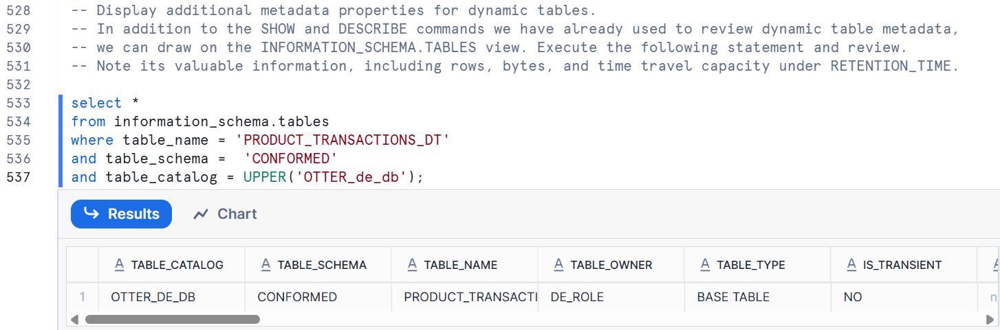 528 -- Display additional metadata properties for dynamic tables.
529 -- In addition to the SHOW and DESCRIBE commands we have already used to review dynamic table metadata,
530 -- we can draw on the INFORMATION_SCHEMA.TABLES view. Execute the following statement and review.
531 -- Note its valuable information, including rows, bytes, and time travel capacity under RETENTION_TIME.
532
533 select *
534 from information_schema.tables
535 where table_name = 'PRODUCT_TRANSACTIONS_DT'
536 and table_schema =  'CONFORMED'
537 and table_catalog = UPPER('OTTER_de_db');
Results Chart
A TABLE_CATALOG A TABLE_SCHEMA A TABLE_NAME A TABLE_OWNER A TABLE_TYPE A IS_TRANSIENT
1 OTTER_DE_DB CONFORMED PRODUCT_TRANSACTI DE_ROLE BASE TABLE NO n